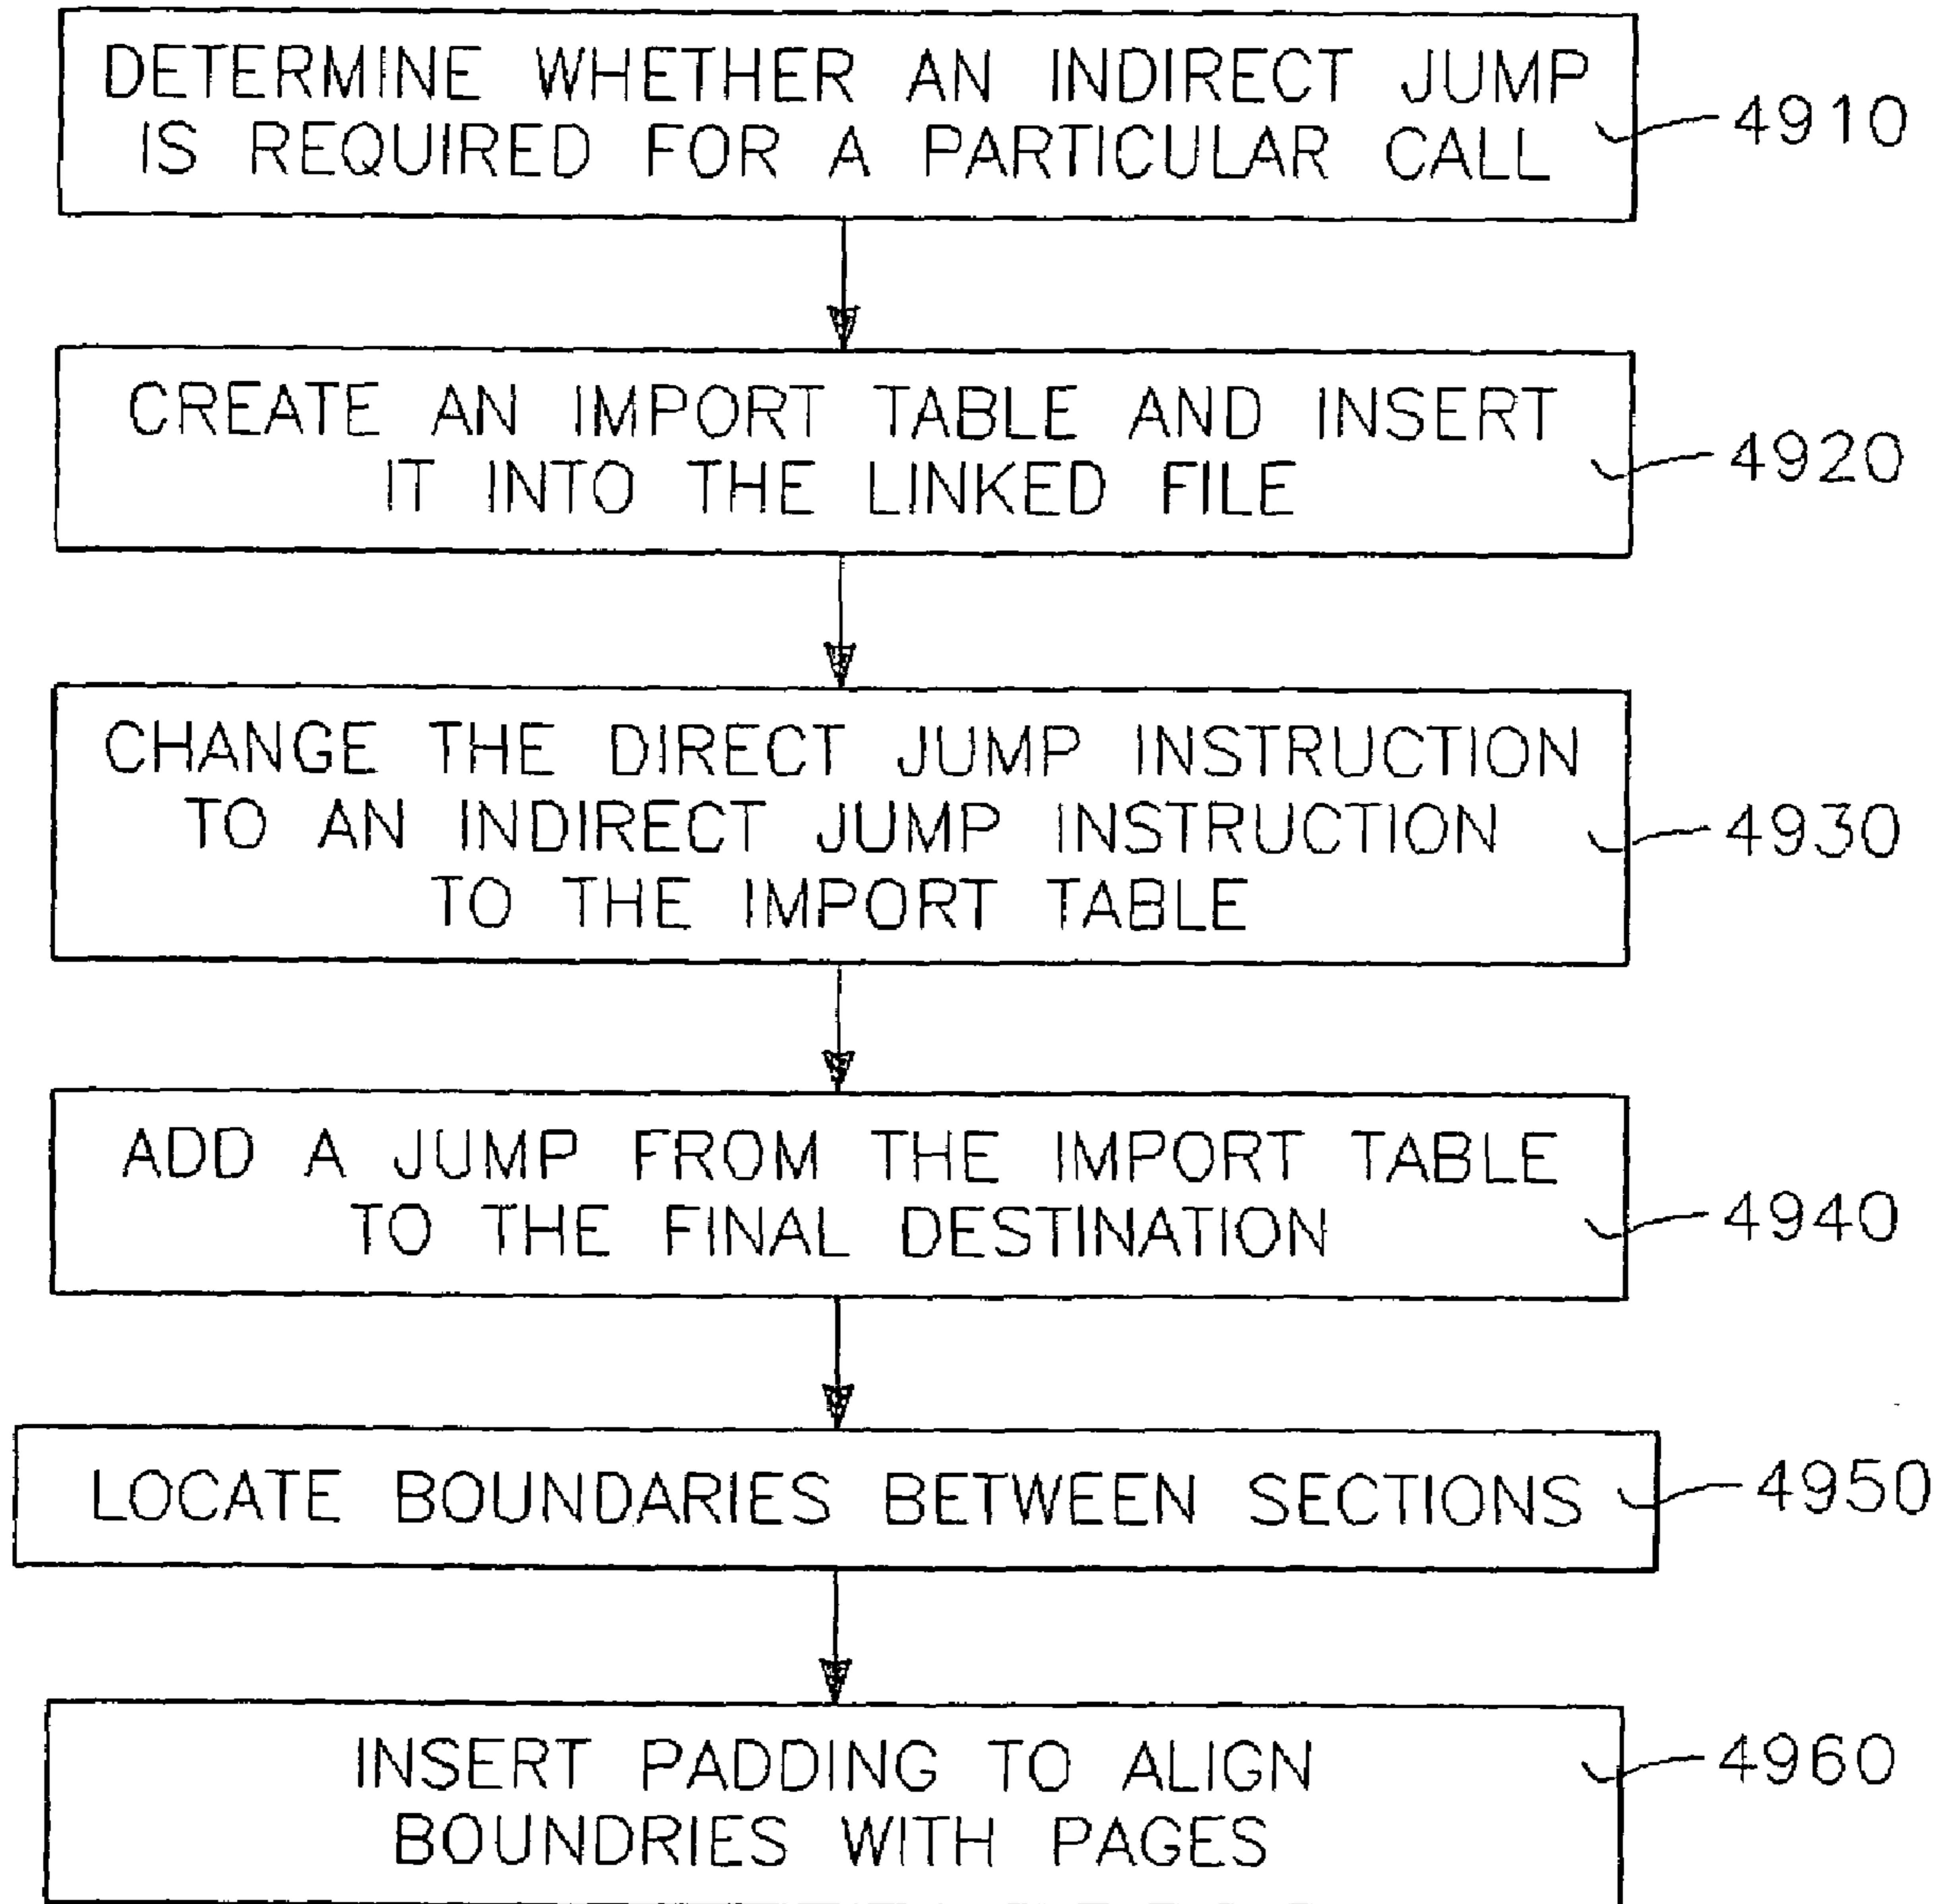 DETERMINE WHETHER AN INDIRECT JUMP
IS REQUIRED FOR A PARTICULAR CALL
4910
CREATE AN IMPORT TABLE AND INSERT
IT INTO THE LINKED FILE
4920
CHANGE THE DIRECT JUMP INSTRUCTION
TO AN INDIRECT JUMP INSTRUCTION
TO THE IMPORT TABLE
4930
ADD A JUMP FROM THE IMPORT TABLE
TO THE FINAL DESTINATION
4940
LOCATE BOUNDARIES BETWEEN SECTIONS
4950
INSERT PADDING TO ALIGN
BOUNDRIES WITH PAGES
4960